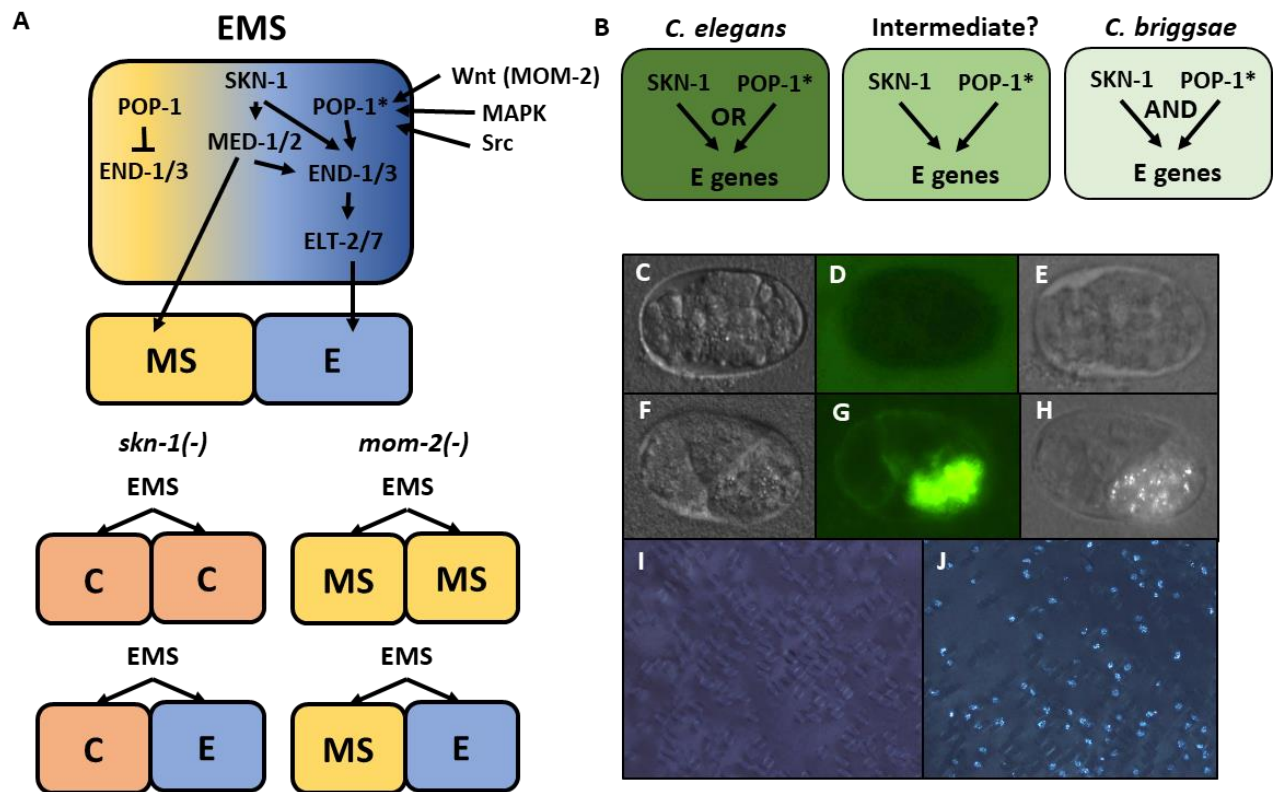 A
EMS
SKN-1
POP-1
POP-1*
MED-1/2
END-1/3
END-1/3
ELT-2/7
Wnt (MOM-2)
MAPK
Src
MS
E
skn-1(-)
mom-2(-)
EMS
EMS
C
C
MS
MS
EMS
EMS
C
E
MS
E
B
C. elegans
Intermediate?
C. briggsae
SKN-1
POP-1*
OR
E genes
SKN-1
POP-1*
E genes
SKN-1
POP-1*
AND
E genes
C
D
E
F
G
H
I
J